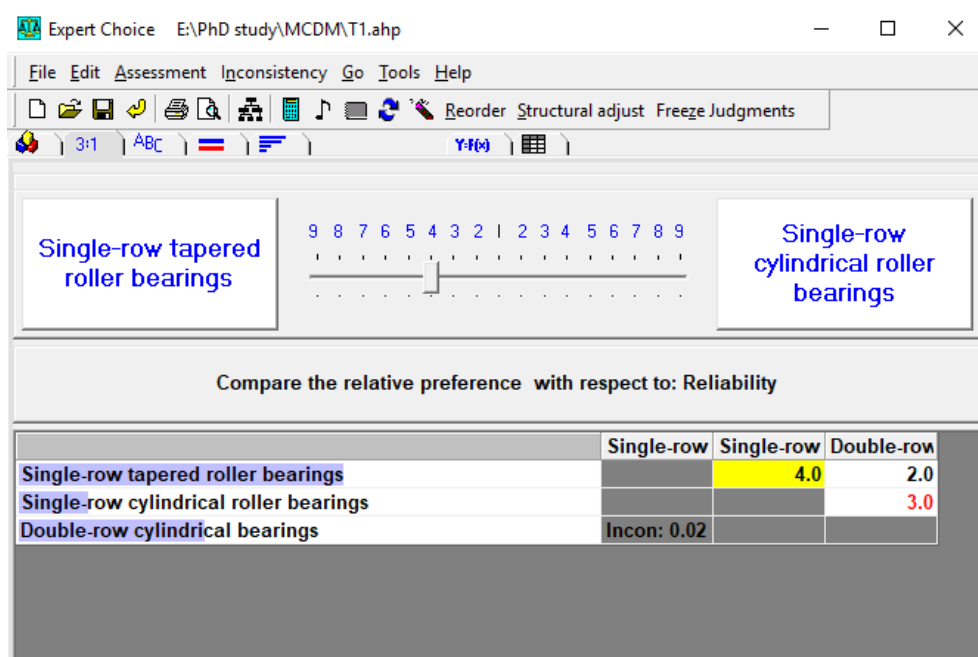 Expert Choice E:\PhD study\MCDM\T1.ahp
File Edit Assessment Inconsistency Go Tools Help
Reorder Structural adjust Freeze Judgments
3:1 ABC Y=F(x)
9 8 7 6 5 4 3 2 1 2 3 4 5 6 7 8 9
Single-row tapered
roller bearings
Single-row
cylindrical roller
bearings
Compare the relative preference with respect to: Reliability
Single-row Single-row Double-row
Single-row tapered roller bearings 4.0 2.0
Single-row cylindrical roller bearings 3.0
Double-row cylindrical bearings Incon: 0.02